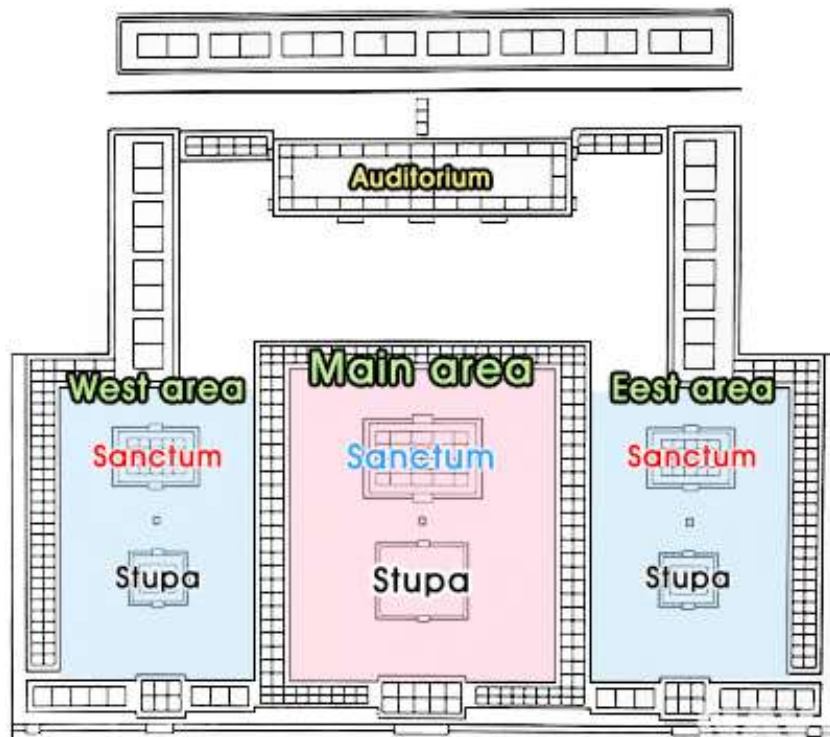 Auditorium
West area
Main area
Eest area
Sanctum
Sanctum
Sanctum
Stupa
Stupa
Stupa